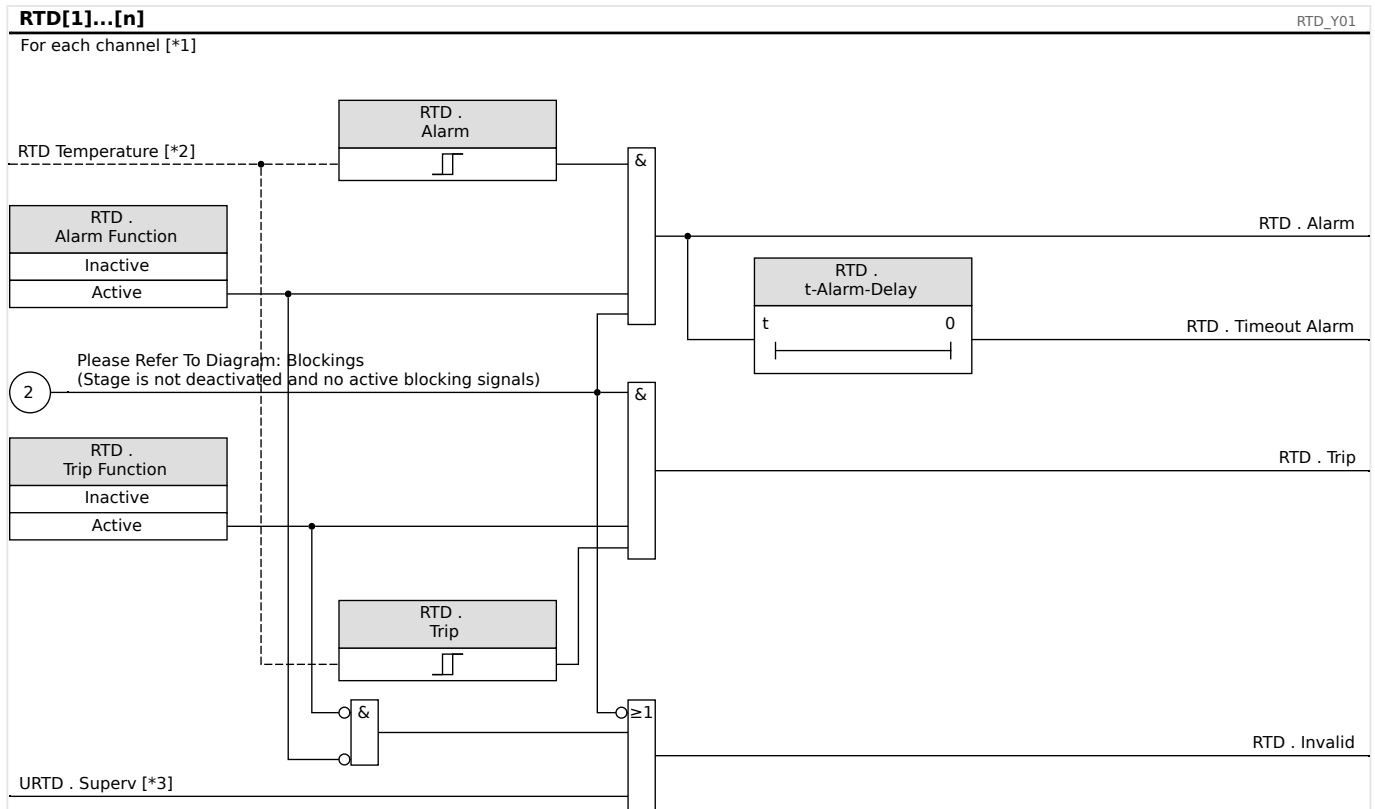 RTD[1]...[n]
RTD_Y01
For each channel [*1]
RTD .
Alarm
RTD Temperature [*2]
&
RTD .
Alarm Function
Inactive
Active
RTD . Alarm
RTD .
t-Alarm-Delay
t 0
RTD . Timeout Alarm
Please Refer To Diagram: Blockings
(Stage is not deactivated and no active blocking signals)
2
&
RTD .
Trip Function
Inactive
Active
RTD . Trip
RTD .
Trip
&
≥1
RTD . Invalid
URTD . Superv [*3]